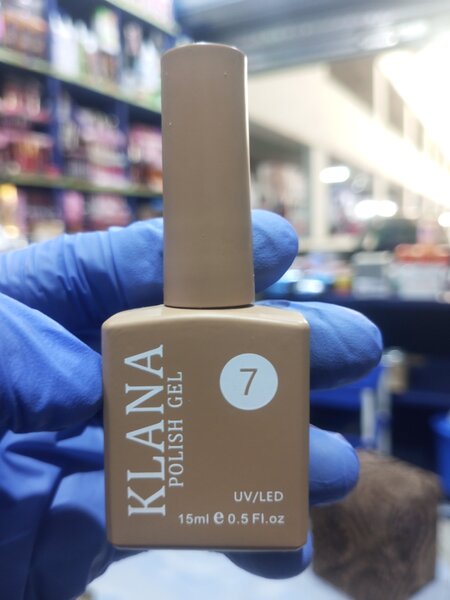 KLANA
POLISH GEL
7
UV/LED
15ml ℮ 0.5 Fl.oz